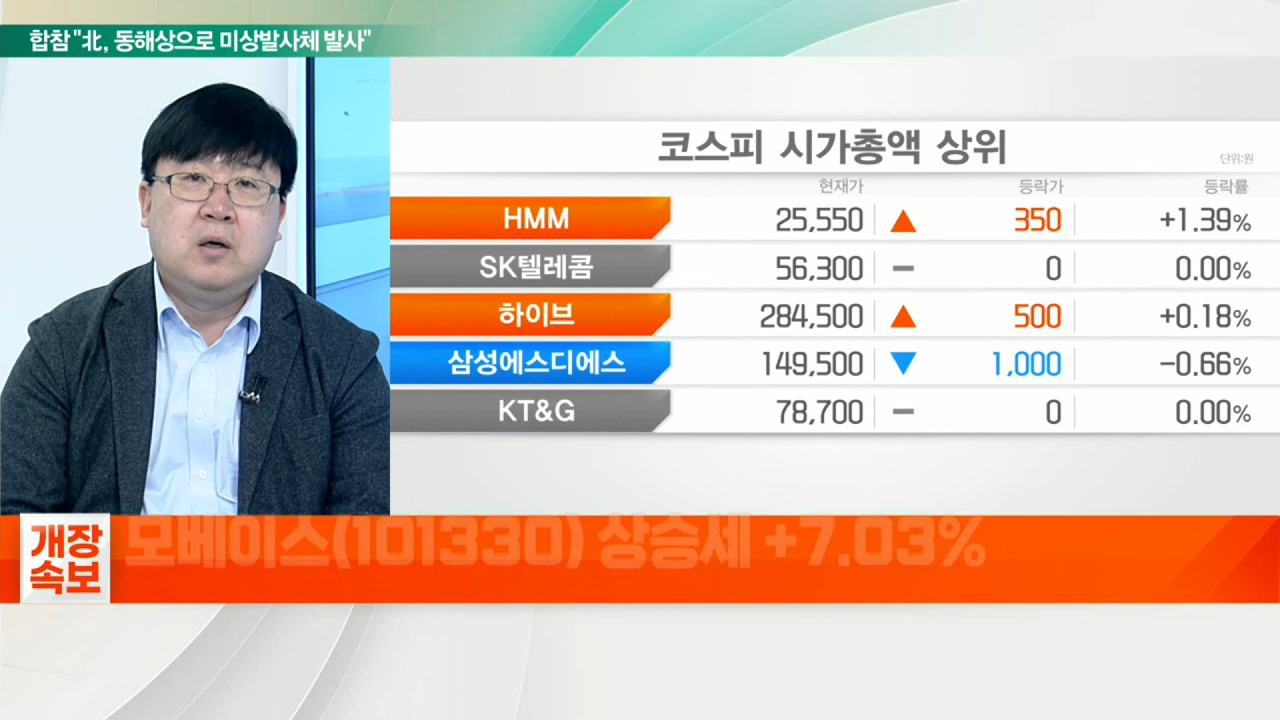 합참 "北, 동해상으로 미상발사체 발사"
코스피 시가총액 상위
단위:원
현재가 등락가 등락률
HMM 25,550 ▲ 350 +1.39%
SK텔레콤 56,300 - 0 0.00%
하이브 284,500 ▲ 500 +0.18%
삼성에스디에스 149,500 ▼ 1,000 -0.66%
KT&G 78,700 - 0 0.00%
개장
속보
모베이스(101330) 상승세 +7.03%